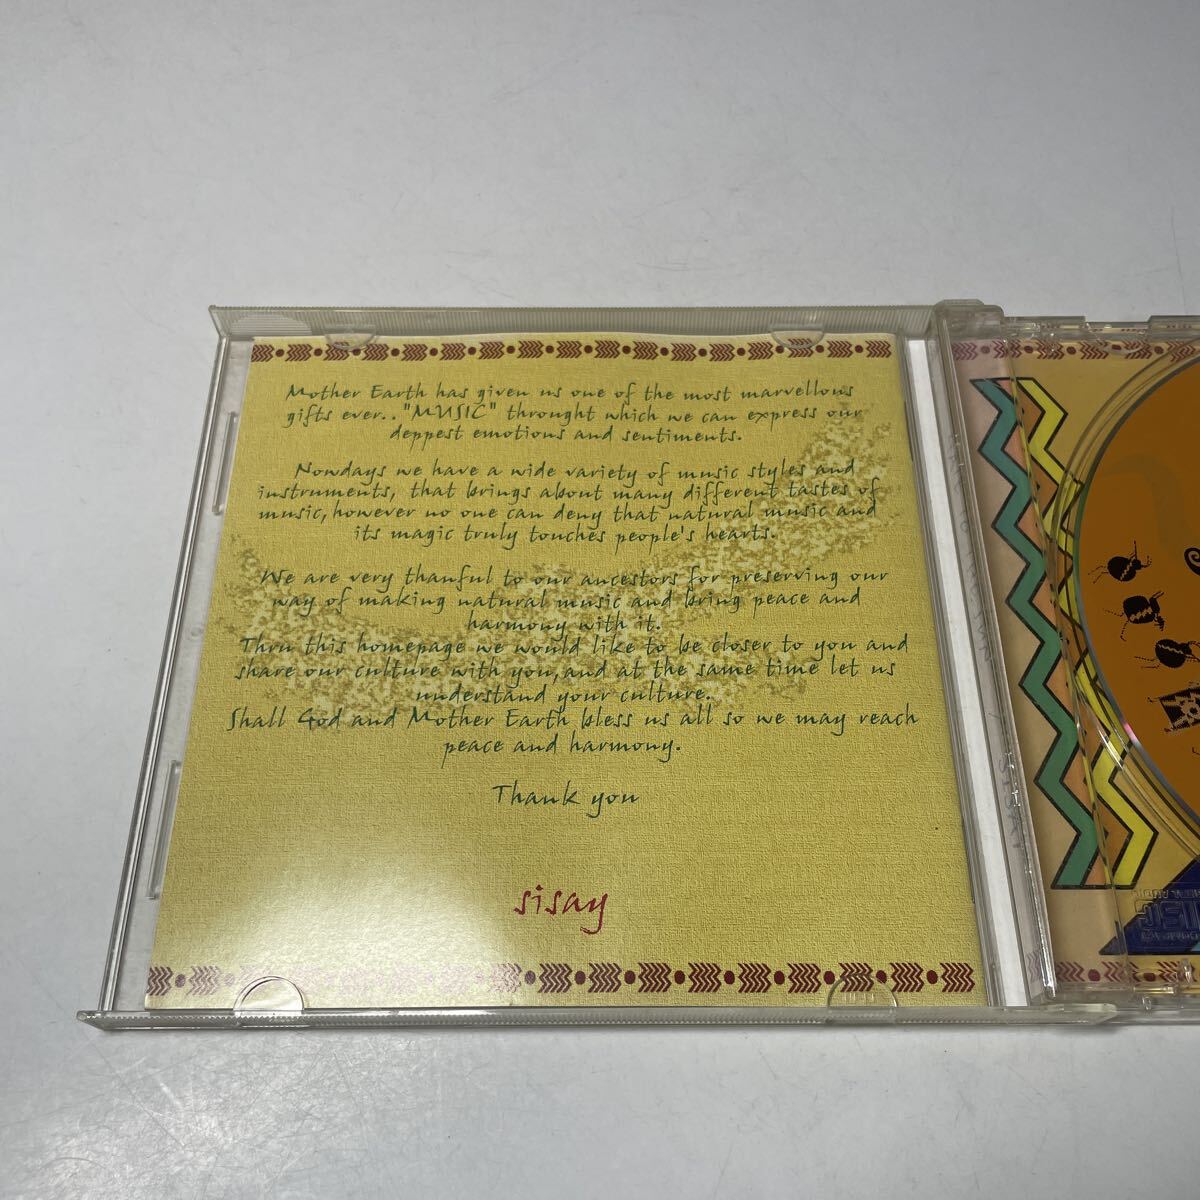 Mother Earth has given us one of the most marvellous
gifts ever.."MUSIC" throught which we can express our
deppest emotions and sentiments.
Nowdays we have a wide variety of music styles and
instruments, that brings about many different tastes of
music, however no one can deny that natural music and
its magic truly touches people's hearts.
We are very thanful to our ancestors for preserving our
way of making natural music and bring peace and
harmony with it.
Thru this homepage we would like to be closer to you and
share our culture with you,and at the same time let us
understand your culture.
Shall God and Mother Earth bless us all so we may reach
peace and harmony.
Thank you
sisay